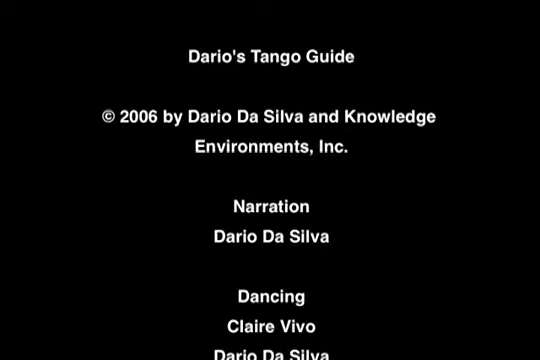 Dario's Tango Guide
© 2006 by Dario Da Silva and Knowledge
Environments, Inc.
Narration
Dario Da Silva
Dancing
Claire Vivo
Dario Da Silva